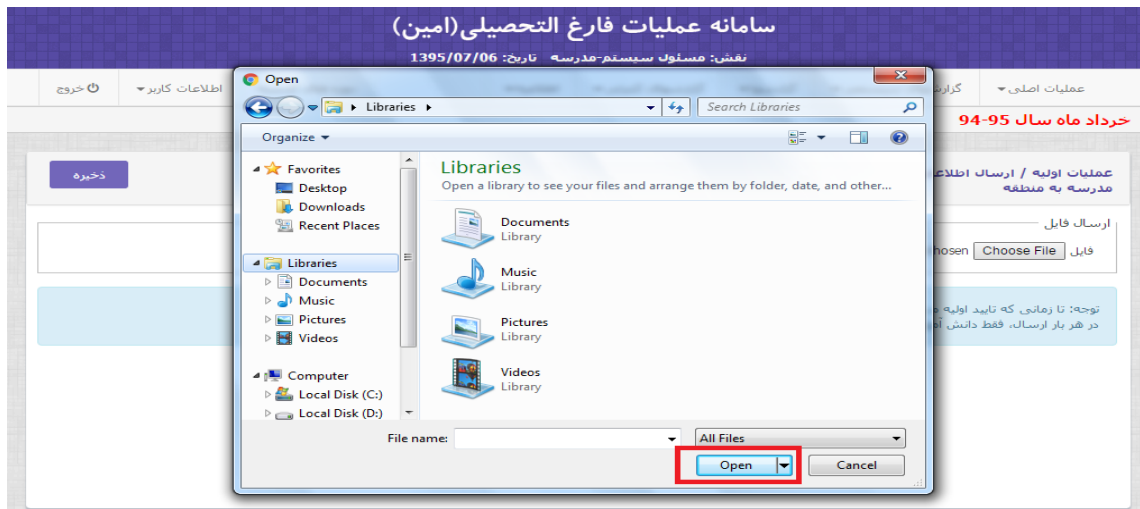 سامانه عملیات فارغ التحصیلی(امین)
نقش: مسئول سیستم-مدرسه تاریخ: 1395/07/06
عملیات اصلی
اطلاعات کاربر
خروج
خرداد ماه سال 95-94
عملیات اولیه / ارسال
مدرسه به منطقه
ذخیره
ارسال فایل
فایل Choose File
توجه: تا زمانی که تایید اولیه
در هر بار ارسال، فقط دانش
Open
Libraries
Search Libraries
Organize
Favorites
Desktop
Downloads
Recent Places
Libraries
Documents
Music
Pictures
Videos
Computer
Local Disk (C:)
Local Disk (D:)
Libraries
Open a library to see your files and arrange them by folder, date, and other...
Documents
Library
Music
Library
Pictures
Library
Videos
Library
File name:
All Files
Open
Cancel